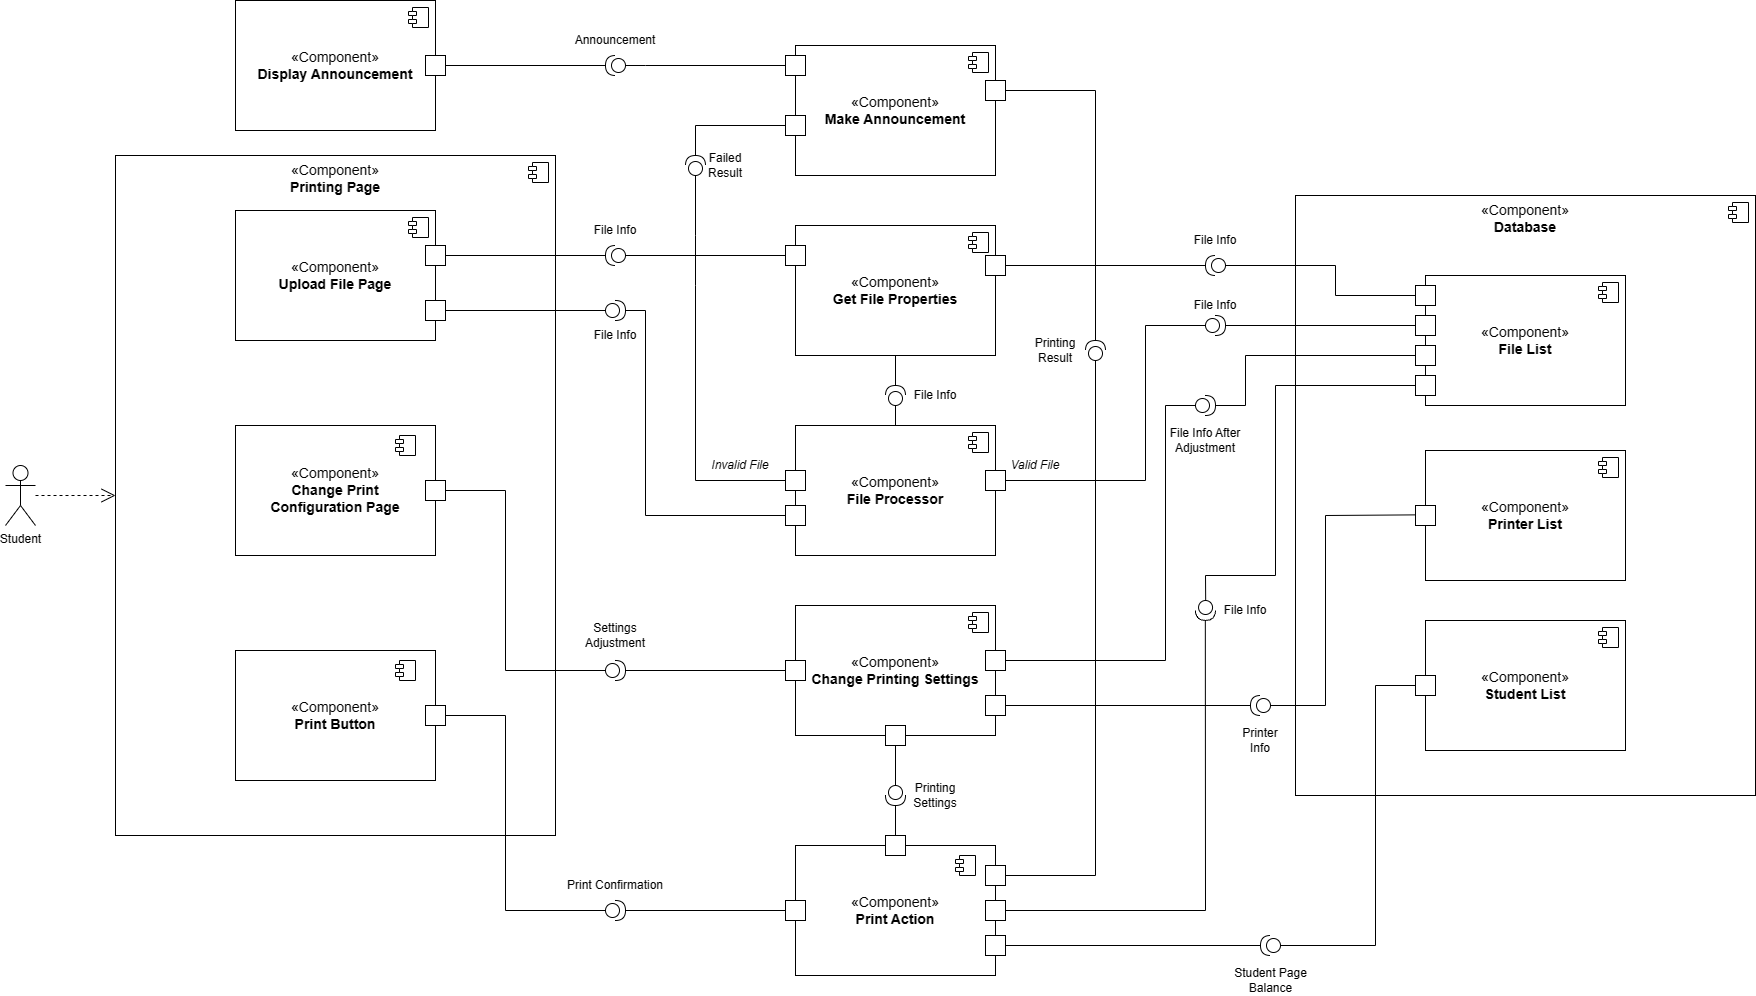 «Component»
Display Announcement
Announcement
«Component»
Make Announcement
Failed
Result
«Component»
Printing Page
«Component»
Upload File Page
File Info
File Info
«Component»
Get File Properties
File Info
Printing
Result
File Info
File Info
«Component»
Database
«Component»
File List
File Info After
Adjustment
Student
«Component»
Change Print
Configuration Page
Invalid File
«Component»
File Processor
Valid File
«Component»
Printer List
Settings
Adjustment
«Component»
Change Printing Settings
File Info
Printer
Info
«Component»
Student List
«Component»
Print Button
Printing
Settings
Print Confirmation
«Component»
Print Action
Student Page
Balance